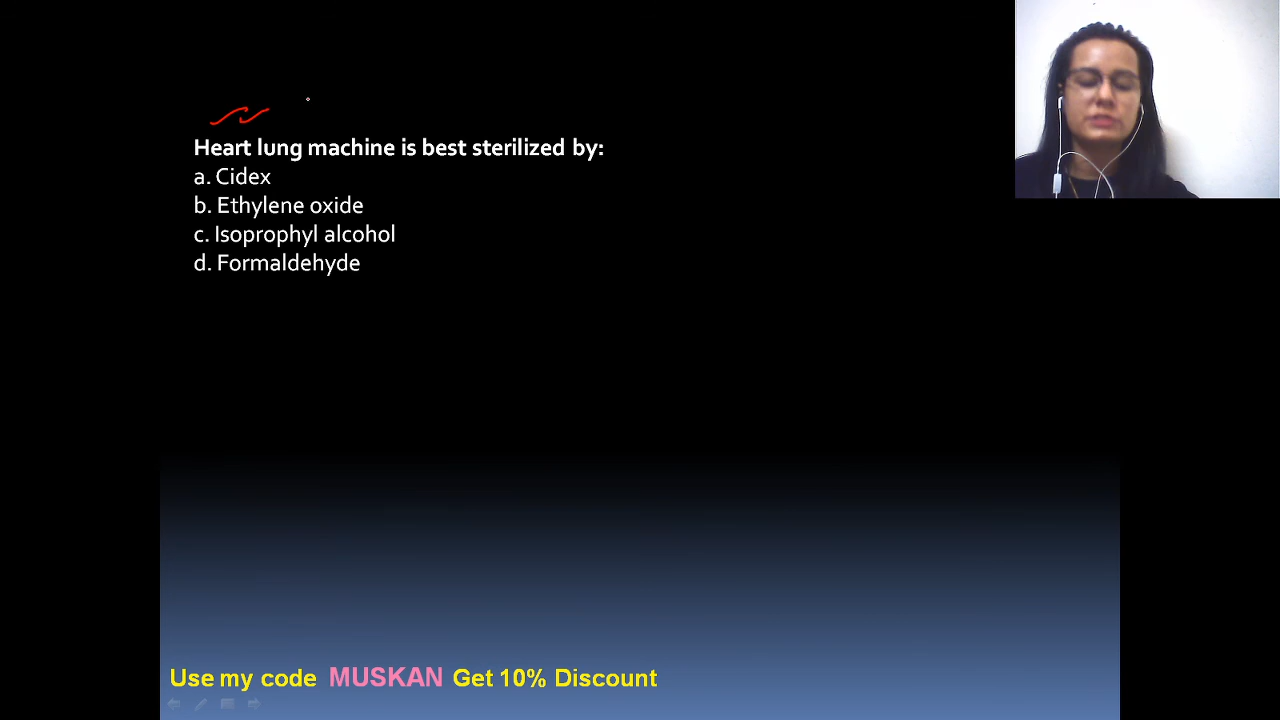 Heart lung machine is best sterilized by:
a. Cidex
b. Ethylene oxide
c. Isoprophyl alcohol
d. Formaldehyde
Use my code MUSKAN Get 10% Discount